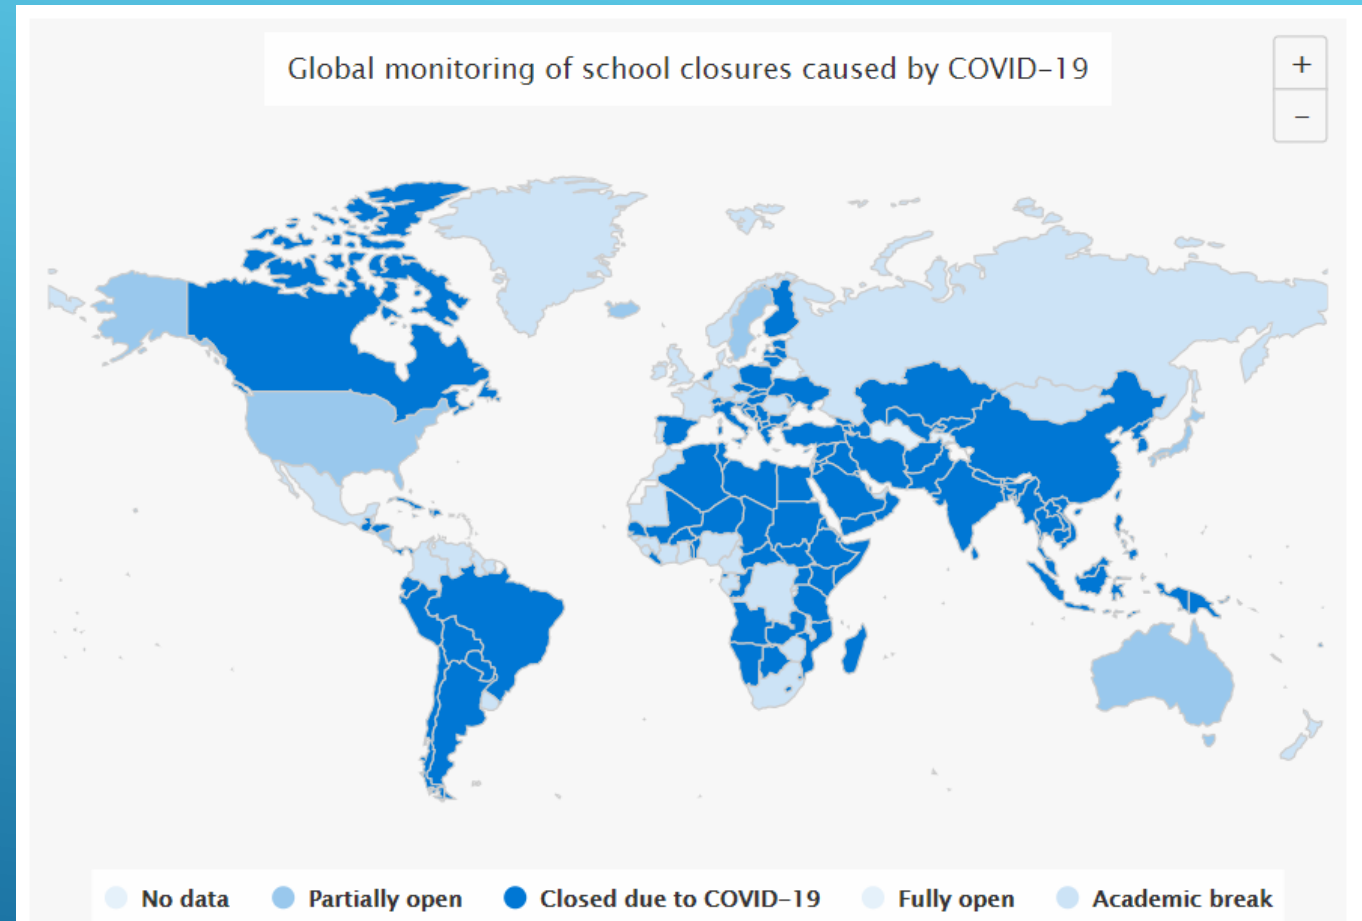 Global monitoring of school closures caused by COVID-19
+
−
No data Partially open Closed due to COVID-19 Fully open Academic break